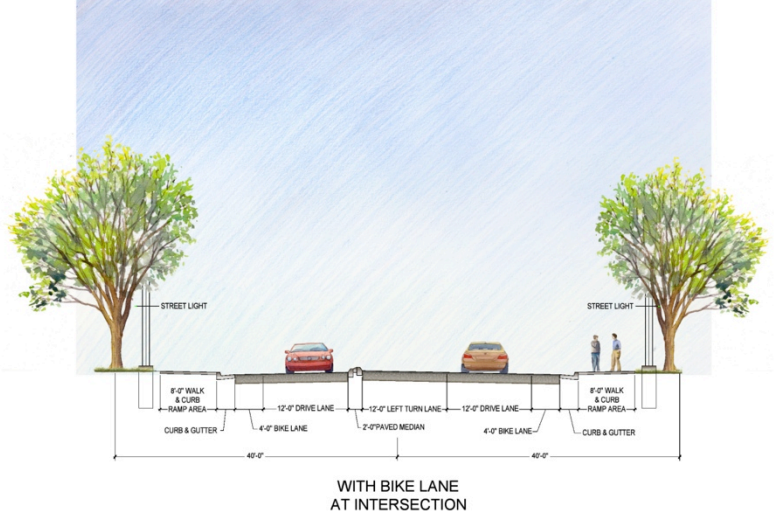 STREET LIGHT
STREET LIGHT
8'-0" WALK
& CURB
RAMP AREA
CURB & GUTTER
4'-0" BIKE LANE
12'-0" DRIVE LANE
2'-0"PAVED MEDIAN
12'-0" LEFT TURN LANE
12'-0" DRIVE LANE
4'-0" BIKE LANE
CURB & GUTTER
8'-0" WALK
& CURB
RAMP AREA
40'-0"
40'-0"
WITH BIKE LANE
AT INTERSECTION